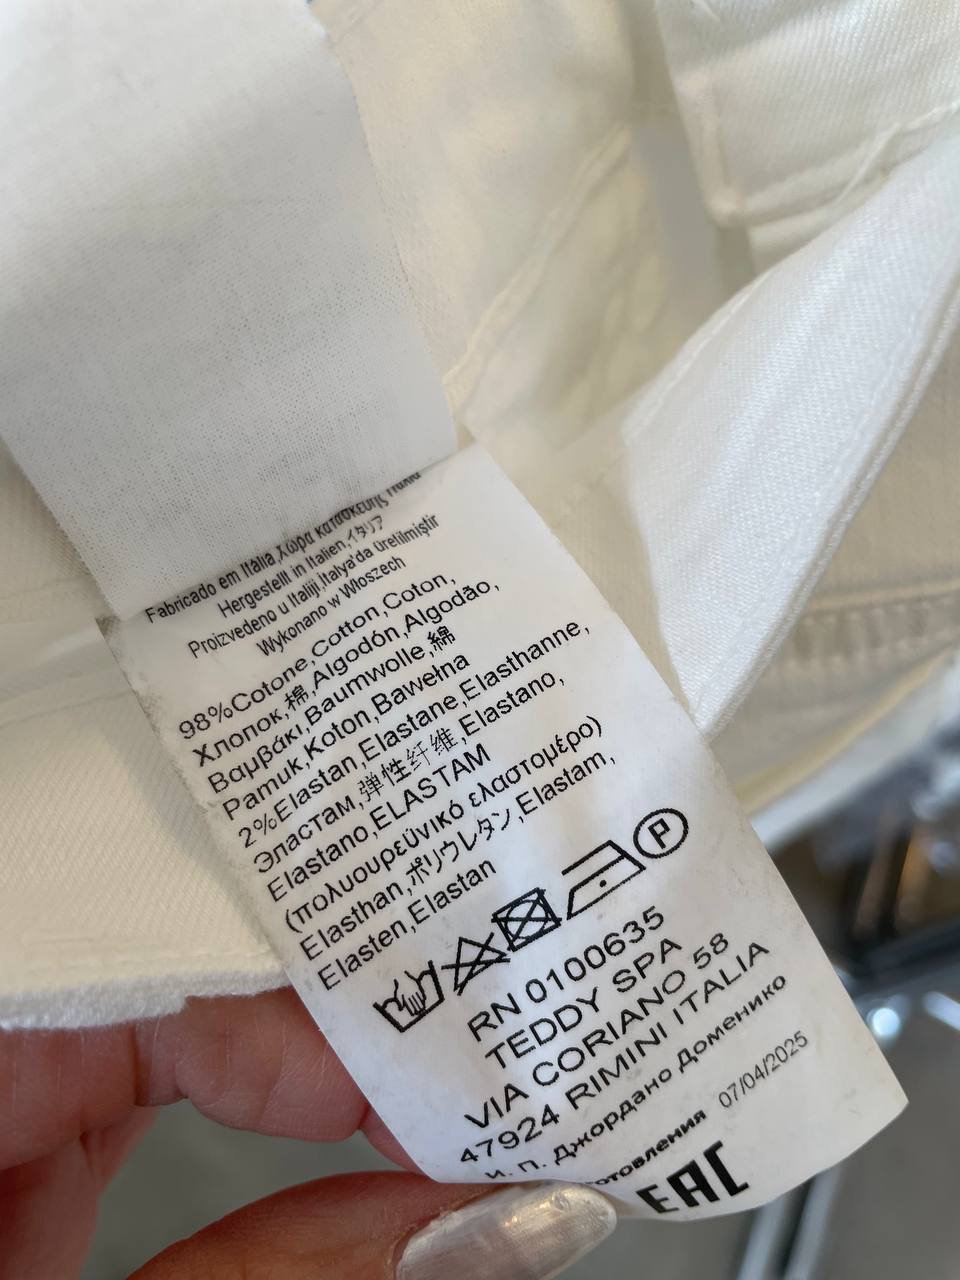 Fabricado em Itália,Χώρα κατασκευής Ιταλία
Hergestellt in Italien,イタリア
Proizvedeno u Italiji,İtalya'da üretilmiştir
Wykonano w Włoszech
98%Cotone,Cotton,Coton,
Хлопок,棉,Algodón,Algodão,
Βαμβάκι,Baumwolle,綿
Pamuk,Koton,Bawełna
2%Elastan,Elastane,Elasthanne,
Эластам,弹性纤维,Elastano,
Elastano,ELASTAM
(πολυουρεϋνικό ελαστομέρο)
Elasthan,ポリウレタン,Elastam,
Elasten,Elastan
P
RN 0100635
TEDDY SPA
VIA CORIANO 58
47924 RIMINI ITALIA
И. П. Джордано Доменико
07/04/2025
EAC